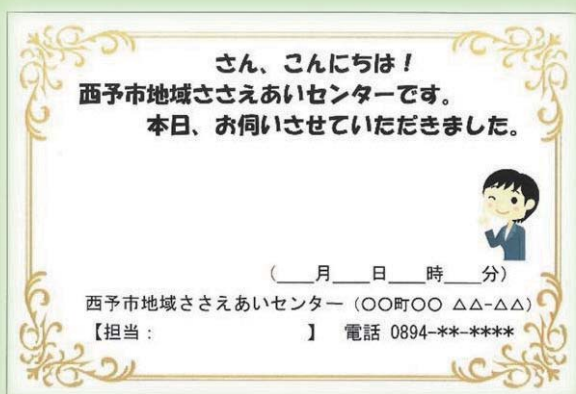 さん、こんにちは！
西予市地域ささえあいセンターです。
本日、お伺いさせていただきました。
（___月___日___時___分）
西予市地域ささえあいセンター（〇〇町〇〇 △△-△△）
【担当：　　　　　　　　】　電話 0894-**-****